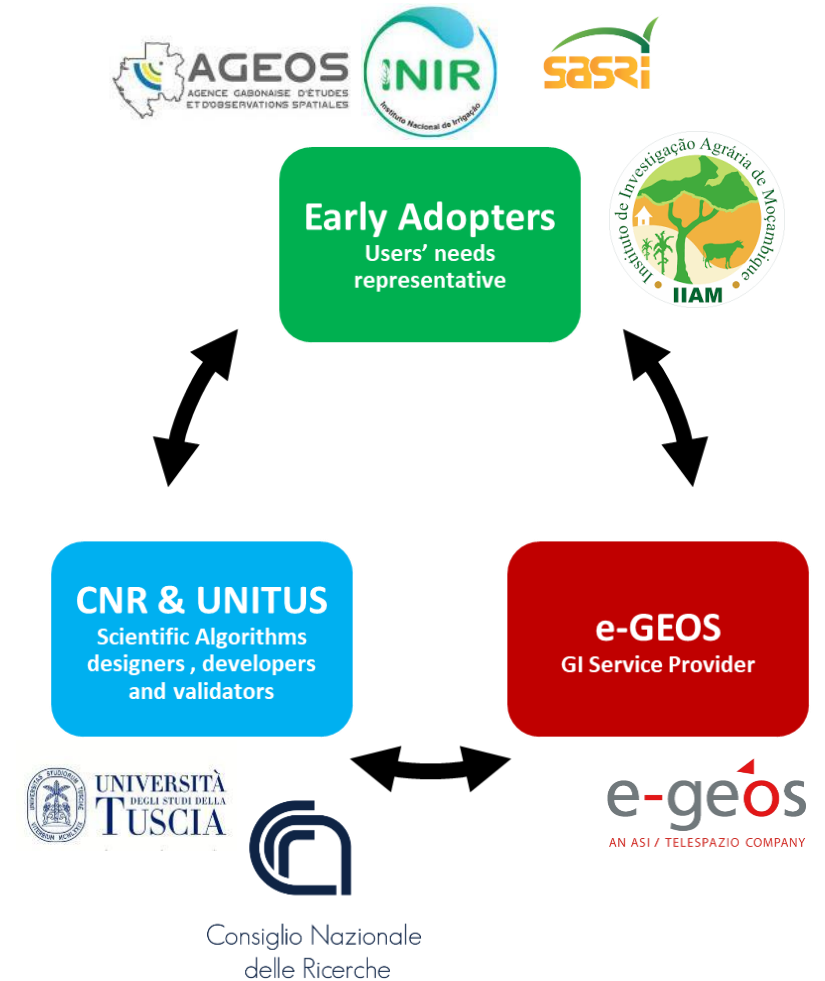 AGEOS
AGENCE GABONAISE D'ÉTUDES
ET D'OBSERVATIONS SPATIALES
iNIR
Instituto Nacional de Irrigação
sasri
Early Adopters
Users' needs
representative
Instituto de Investigação Agrária de Moçambique
IIAM
CNR & UNITUS
Scientific Algorithms
designers , developers
and validators
e-GEOS
GI Service Provider
UNIVERSITÀ
DEGLI STUDI DELLA
TUSCIA
e-geos
AN ASI / TELESPAZIO COMPANY
Consiglio Nazionale
delle Ricerche